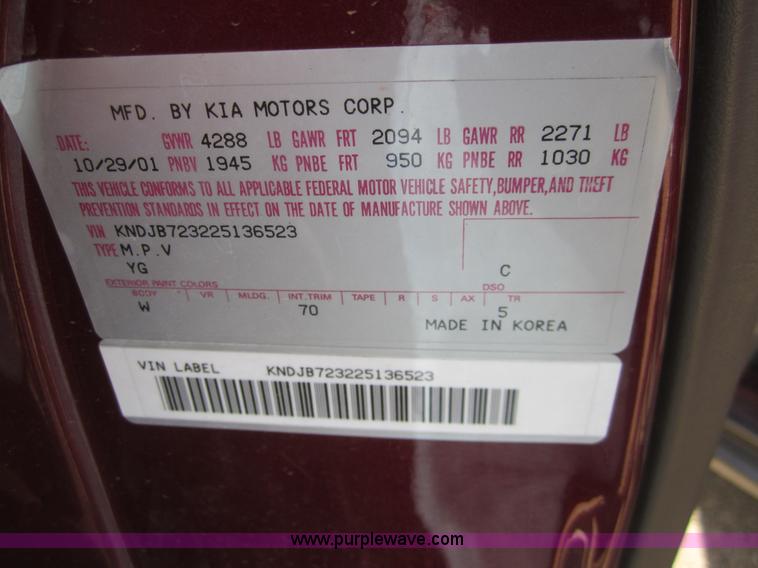 MFD. BY KIA MOTORS CORP.
DATE: GVWR 4288 LB GAWR FRT 2094 LB GAWR RR 2271 LB
10/29/01 PNBV 1945 KG PNBE FRT 950 KG PNBE RR 1030 KG
THIS VEHICLE CONFORMS TO ALL APPLICABLE FEDERAL MOTOR VEHICLE SAFETY,BUMPER,AND THEFT
PREVENTION STANDARDS IN EFFECT ON THE DATE OF MANUFACTURE SHOWN ABOVE.
VIN KNDJB723225136523
TYPE M.P.V
YG C
EXTERIOR PAINT COLORS DSO
BODY VR MLDG. INT.TRIM TAPE R S AX TR
W 70 5
MADE IN KOREA
VIN LABEL KNDJB723225136523
www.purplewave.com